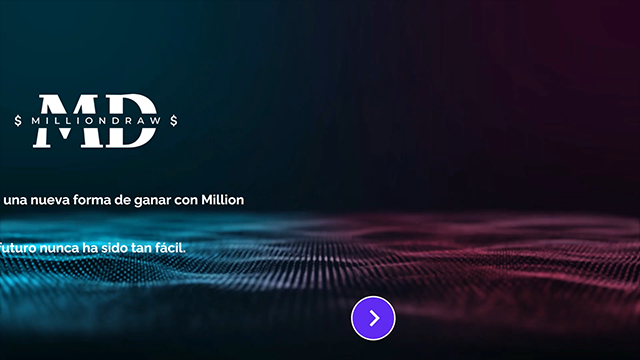 MD
$ MILLIONDRAW $
una nueva forma de ganar con Million
futuro nunca ha sido tan fácil.